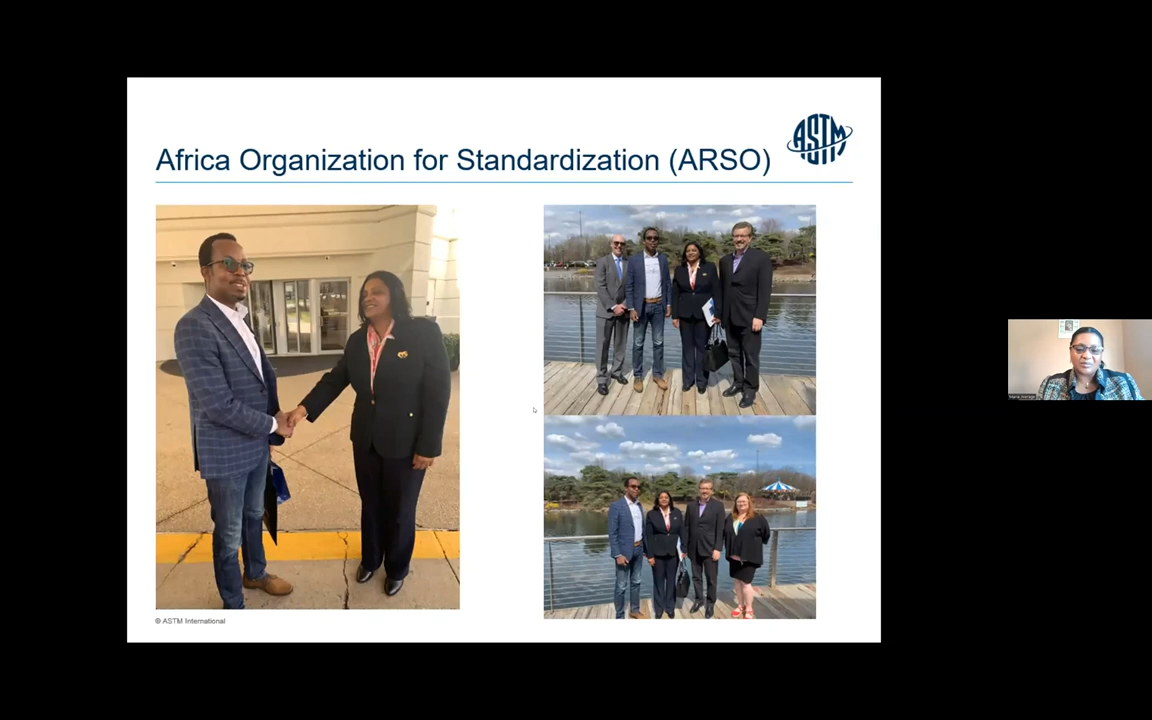 Africa Organization for Standardization (ARSO)
ASTM
© ASTM International